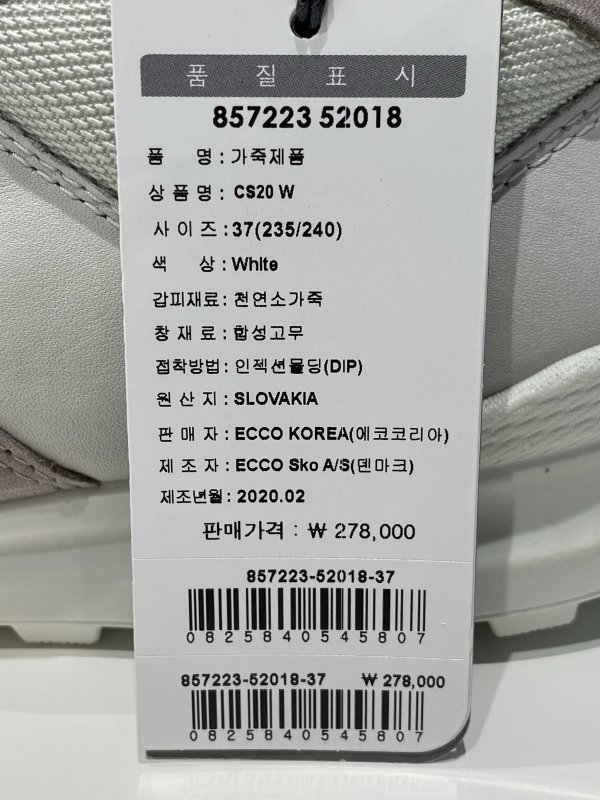 품 질 표 시
857223 52018
품 명 : 가죽제품
상 품 명 : CS20 W
사 이 즈 : 37(235/240)
색 상 : White
갑피재료 : 천연소가죽
창 재 료 : 합성고무
접착방법 : 인젝션몰딩(DIP)
원 산 지 : SLOVAKIA
판 매 자 : ECCO KOREA(에코코리아)
제 조 자 : ECCO Sko A/S(덴마크)
제조년월 : 2020.02
판매가격 : ₩ 278,000
857223-52018-37
0825840545807
857223-52018-37 ₩ 278,000
0825840545807